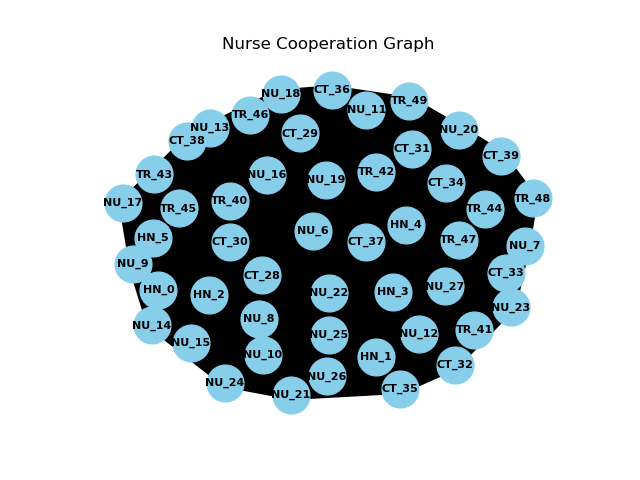 Nurse Cooperation Graph
CT_36
NU_18
TR_49
NU_11
TR_46
NU_13
NU_20
CT_29
CT_38
CT_31
CT_39
TR_42
TR_43
NU_16
NU_19
CT_34
TR_48
TR_40
NU_17
TR_45
TR_44
HN_4
NU_6
HN_5
TR_47
CT_30
CT_37
NU_7
NU_9
CT_33
CT_28
NU_27
HN_0
HN_3
NU_22
HN_2
NU_23
NU_8
NU_14
TR_41
NU_12
NU_25
NU_15
NU_10
HN_1
CT_32
NU_26
NU_24
CT_35
NU_21